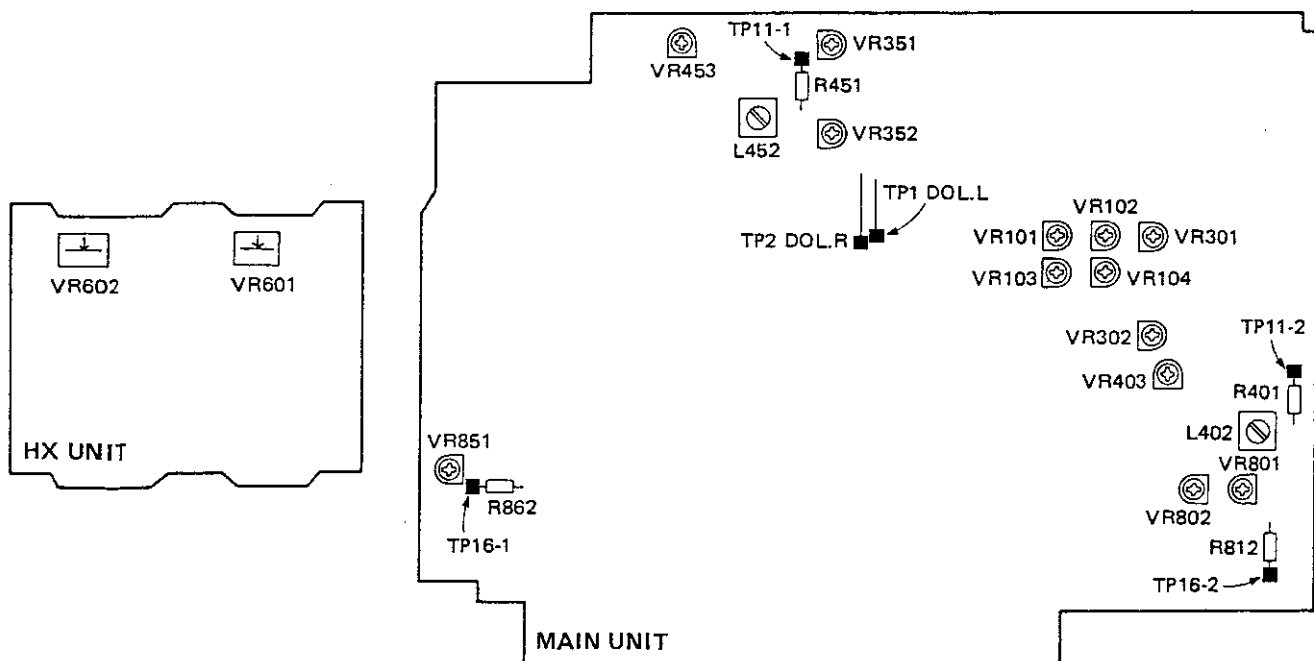 TP11-1
VR351
VR453
R451
L452
VR352
TP1 DOL.L
TP2 DOL.R
VR102
VR101
VR301
VR103
VR104
VR602
VR601
VR302
TP11-2
VR403
R401
L402
HX UNIT
VR851
VR801
R862
VR802
TP16-1
R812
TP16-2
MAIN UNIT